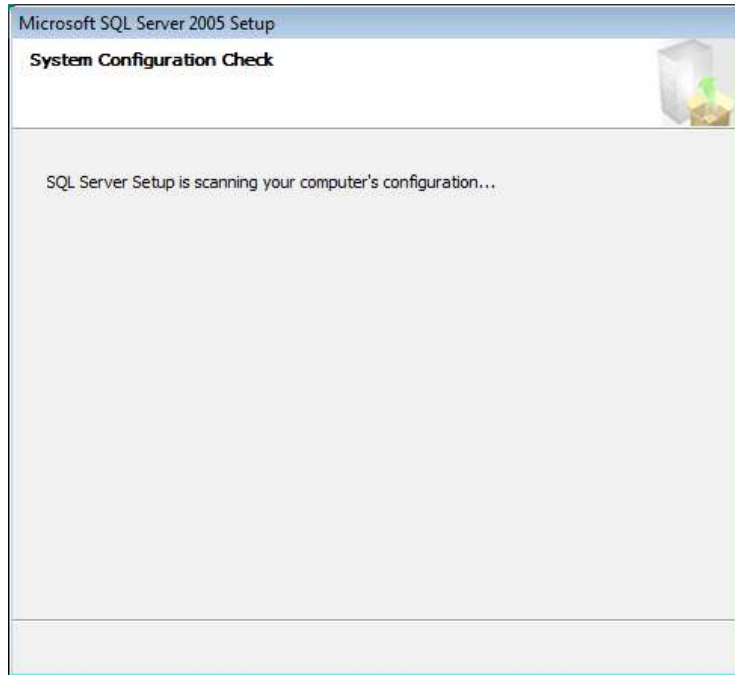 Microsoft SQL Server 2005 Setup
System Configuration Check
SQL Server Setup is scanning your computer's configuration...